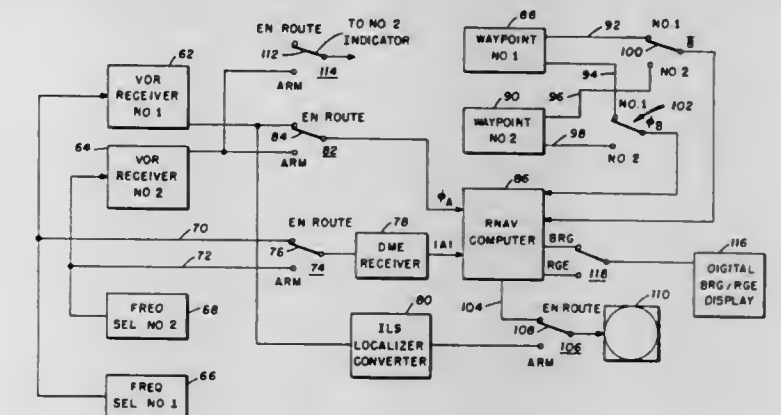 EN ROUTE
TO NO. 2
INDICATOR
112
114
ARM
62
VOR
RECEIVER
NO 1
64
VOR
RECEIVER
NO 2
EN ROUTE
84
82
ARM
88
WAYPOINT
NO. 1
92
NO. 1
100
B
NO 2
94
96
90
WAYPOINT
NO. 2
98
NO. 1
102
ϕB
NO 2
ϕA
86
RNAV
COMPUTER
70
72
EN ROUTE
76
74
ARM
78
DME
RECEIVER
|A|
BRG
RGE
118
116
DIGITAL
BRG / RGE
DISPLAY
68
FREQ
SEL NO 2
66
FREQ
SEL NO 1
80
ILS
LOCALIZER
CONVERTER
104
EN ROUTE
108
106
ARM
110